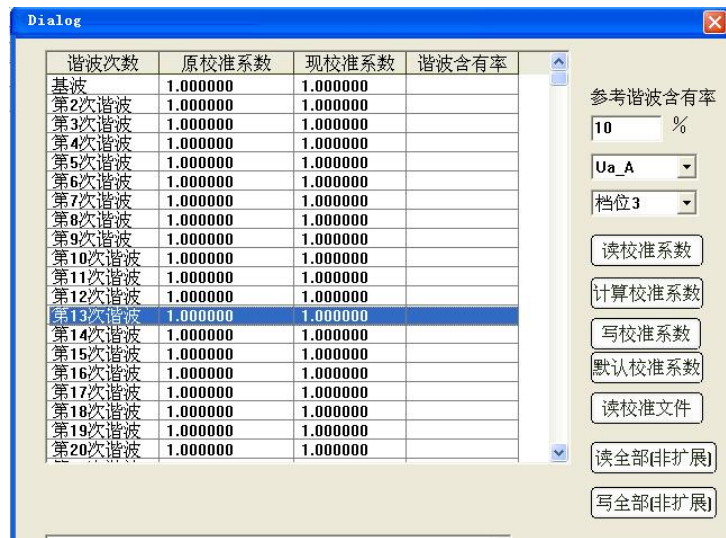 Dialog
谐波次数 原校准系数 现校准系数 谐波含有率
基波 1.000000 1.000000
第2次谐波 1.000000 1.000000
第3次谐波 1.000000 1.000000
第4次谐波 1.000000 1.000000
第5次谐波 1.000000 1.000000
第6次谐波 1.000000 1.000000
第7次谐波 1.000000 1.000000
第8次谐波 1.000000 1.000000
第9次谐波 1.000000 1.000000
第10次谐波 1.000000 1.000000
第11次谐波 1.000000 1.000000
第12次谐波 1.000000 1.000000
第13次谐波 1.000000 1.000000
第14次谐波 1.000000 1.000000
第15次谐波 1.000000 1.000000
第16次谐波 1.000000 1.000000
第17次谐波 1.000000 1.000000
第18次谐波 1.000000 1.000000
第19次谐波 1.000000 1.000000
第20次谐波 1.000000 1.000000
参考谐波含有率
10 %
Ua_A
档位3
读校准系数
计算校准系数
写校准系数
默认校准系数
读校准文件
读全部(非扩展)
写全部(非扩展)